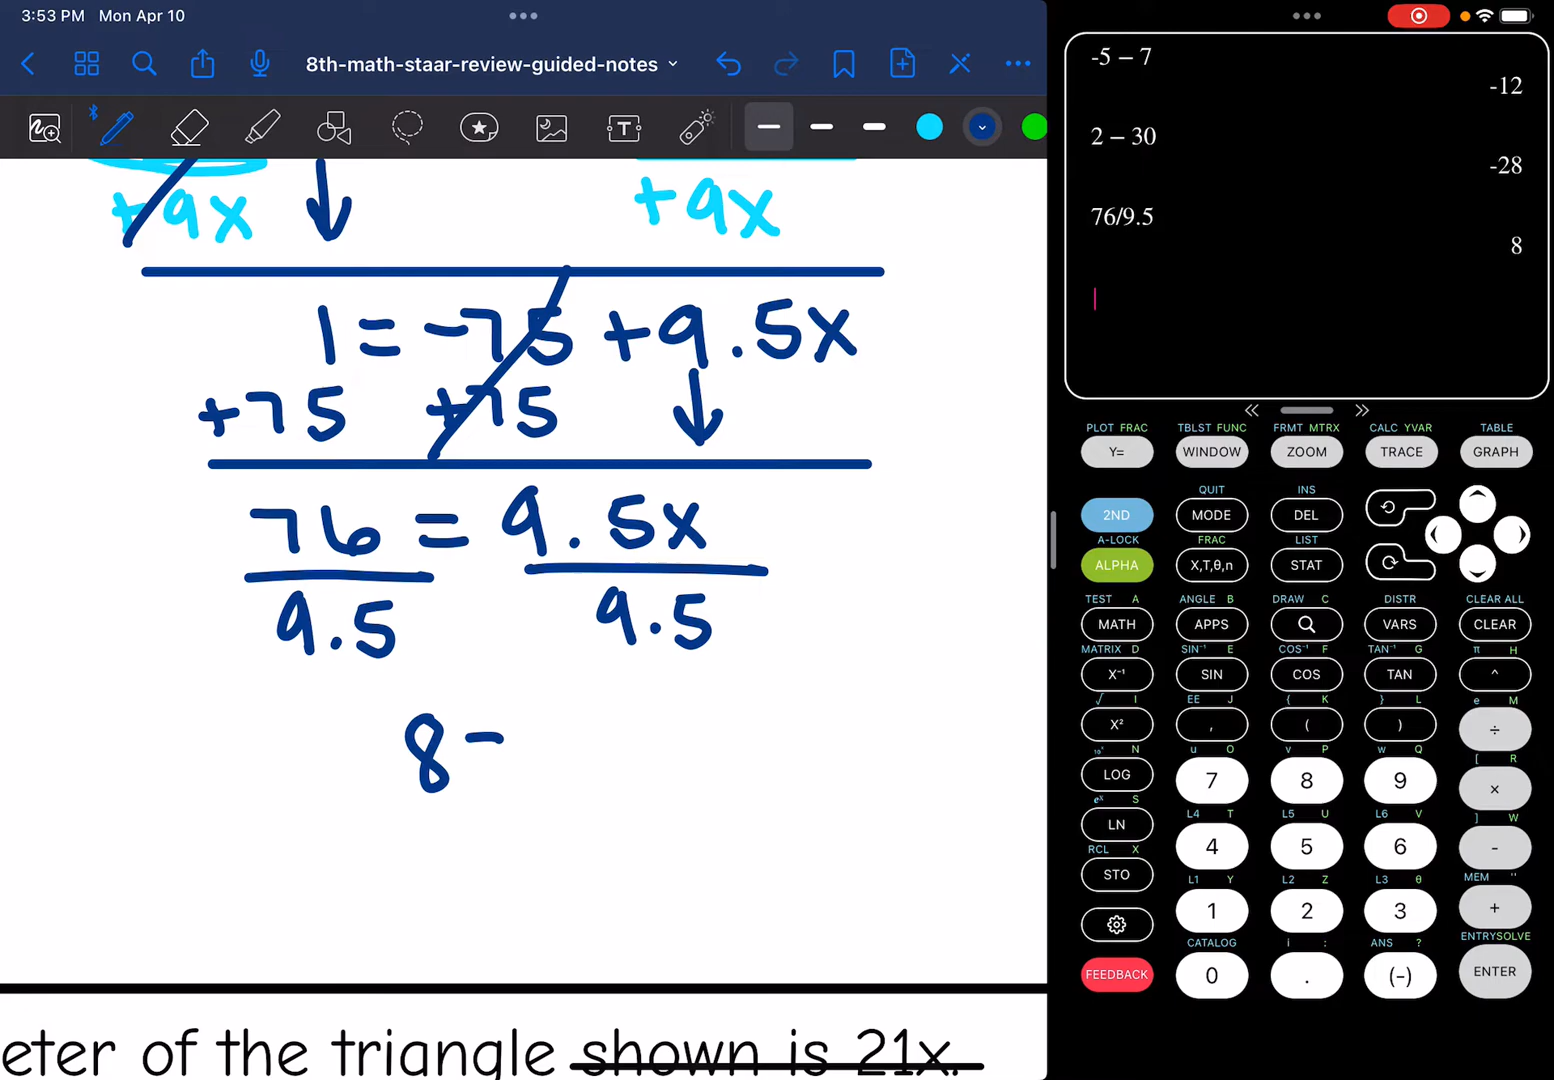 3:53 PM Mon Apr 10
8th-math-staar-review-guided-notes
+9x +9x
1 = -75 + 9.5x
+75 +75
76 = 9.5x
9.5 9.5
8 -
eter of the triangle shown is 21x.
-5 – 7
-12
2 – 30
-28
76/9.5
8
PLOT FRAC TBLST FUNC FRMT MTRX CALC YVAR TABLE
Y= WINDOW ZOOM TRACE GRAPH
QUIT INS
2ND MODE DEL
A-LOCK FRAC LIST
ALPHA X,T,θ,n STAT
TEST A ANGLE B DRAW C DISTR CLEAR ALL
MATH APPS VARS CLEAR
MATRIX D SIN⁻¹ E COS⁻¹ F TAN⁻¹ G π H
X⁻¹ SIN COS TAN ^
√ I EE J { K } L e M
X² , ( ) ÷
10ˣ N u O v P w Q [ R
LOG 7 8 9 ×
eˣ S L4 T L5 U L6 V ] W
LN 4 5 6 -
RCL X L1 Y L2 Z L3 θ MEM "
STO 1 2 3 +
CATALOG i : ANS ? ENTRY SOLVE
FEEDBACK 0 . (-) ENTER